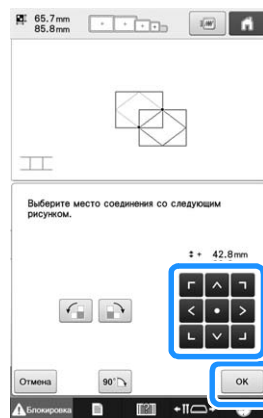 65.7mm
85.8mm
Выберите место соединения со следующим
рисунком.
+ 42.8mm
Отмена
90°
OK
Блокировка